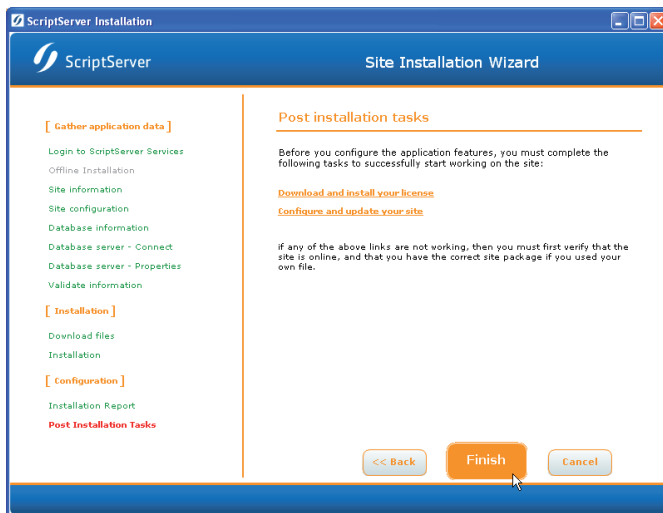 ScriptServer Installation
ScriptServer
Site Installation Wizard
[ Gather application data ]
Login to ScriptServer Services
Offline Installation
Site information
Site configuration
Database information
Database server - Connect
Database server - Properties
Validate information
[ Installation ]
Download files
Installation
[ Configuration ]
Installation Report
Post Installation Tasks
Post installation tasks
Before you configure the application features, you must complete the
following tasks to successfully start working on the site:
Download and install your license
Configure and update your site
if any of the above links are not working, then you must first verify that the
site is online, and that you have the correct site package if you used your
own file.
<< Back
Finish
Cancel